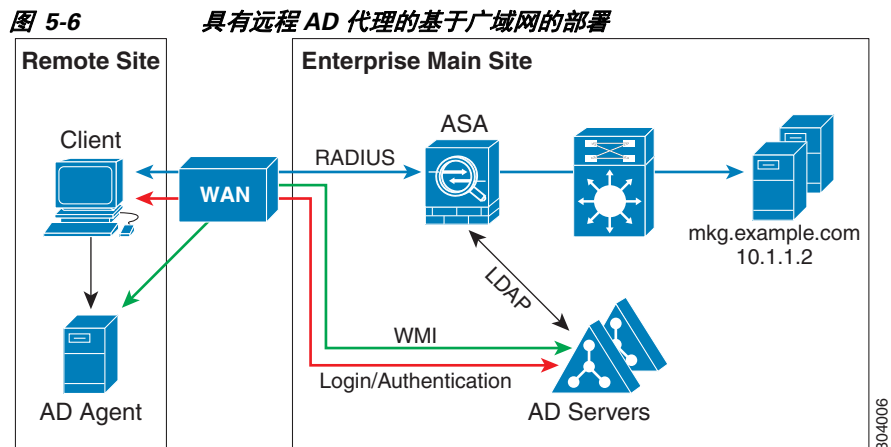 图 5-6 具有远程 AD 代理的基于广域网的部署
Remote Site
Enterprise Main Site
Client
ASA
RADIUS
WAN
mkg.example.com
10.1.1.2
LDAP
WMI
Login/Authentication
AD Agent
AD Servers
304006